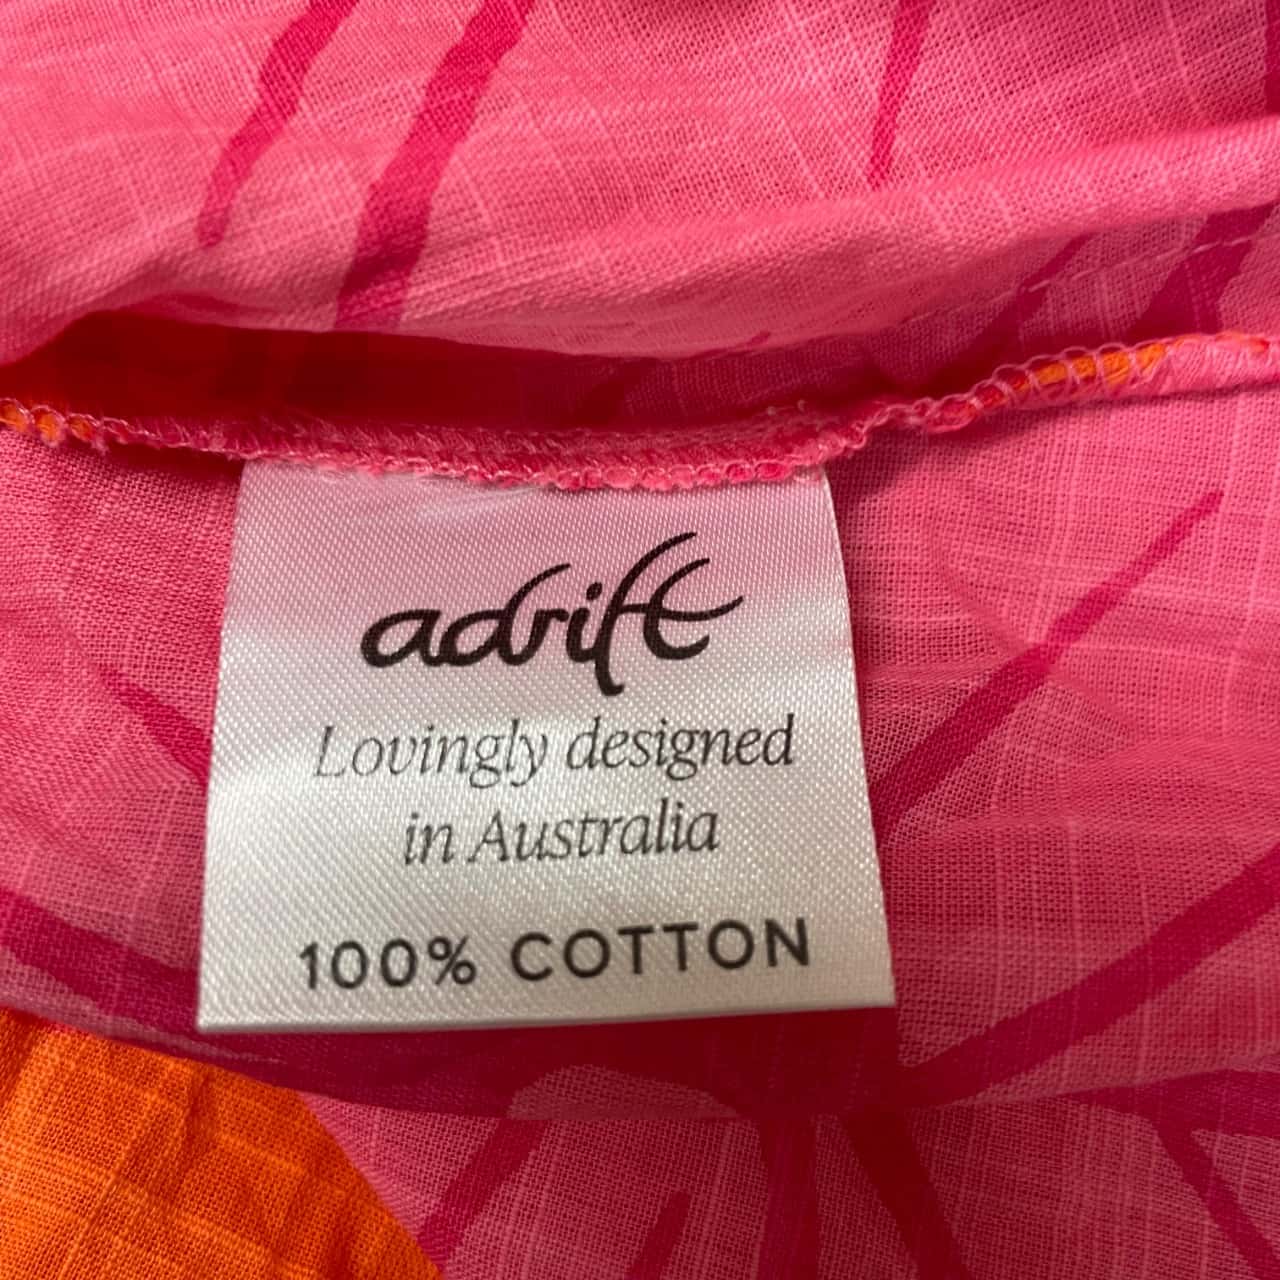 adrift
Lovingly designed
in Australia
100% COTTON